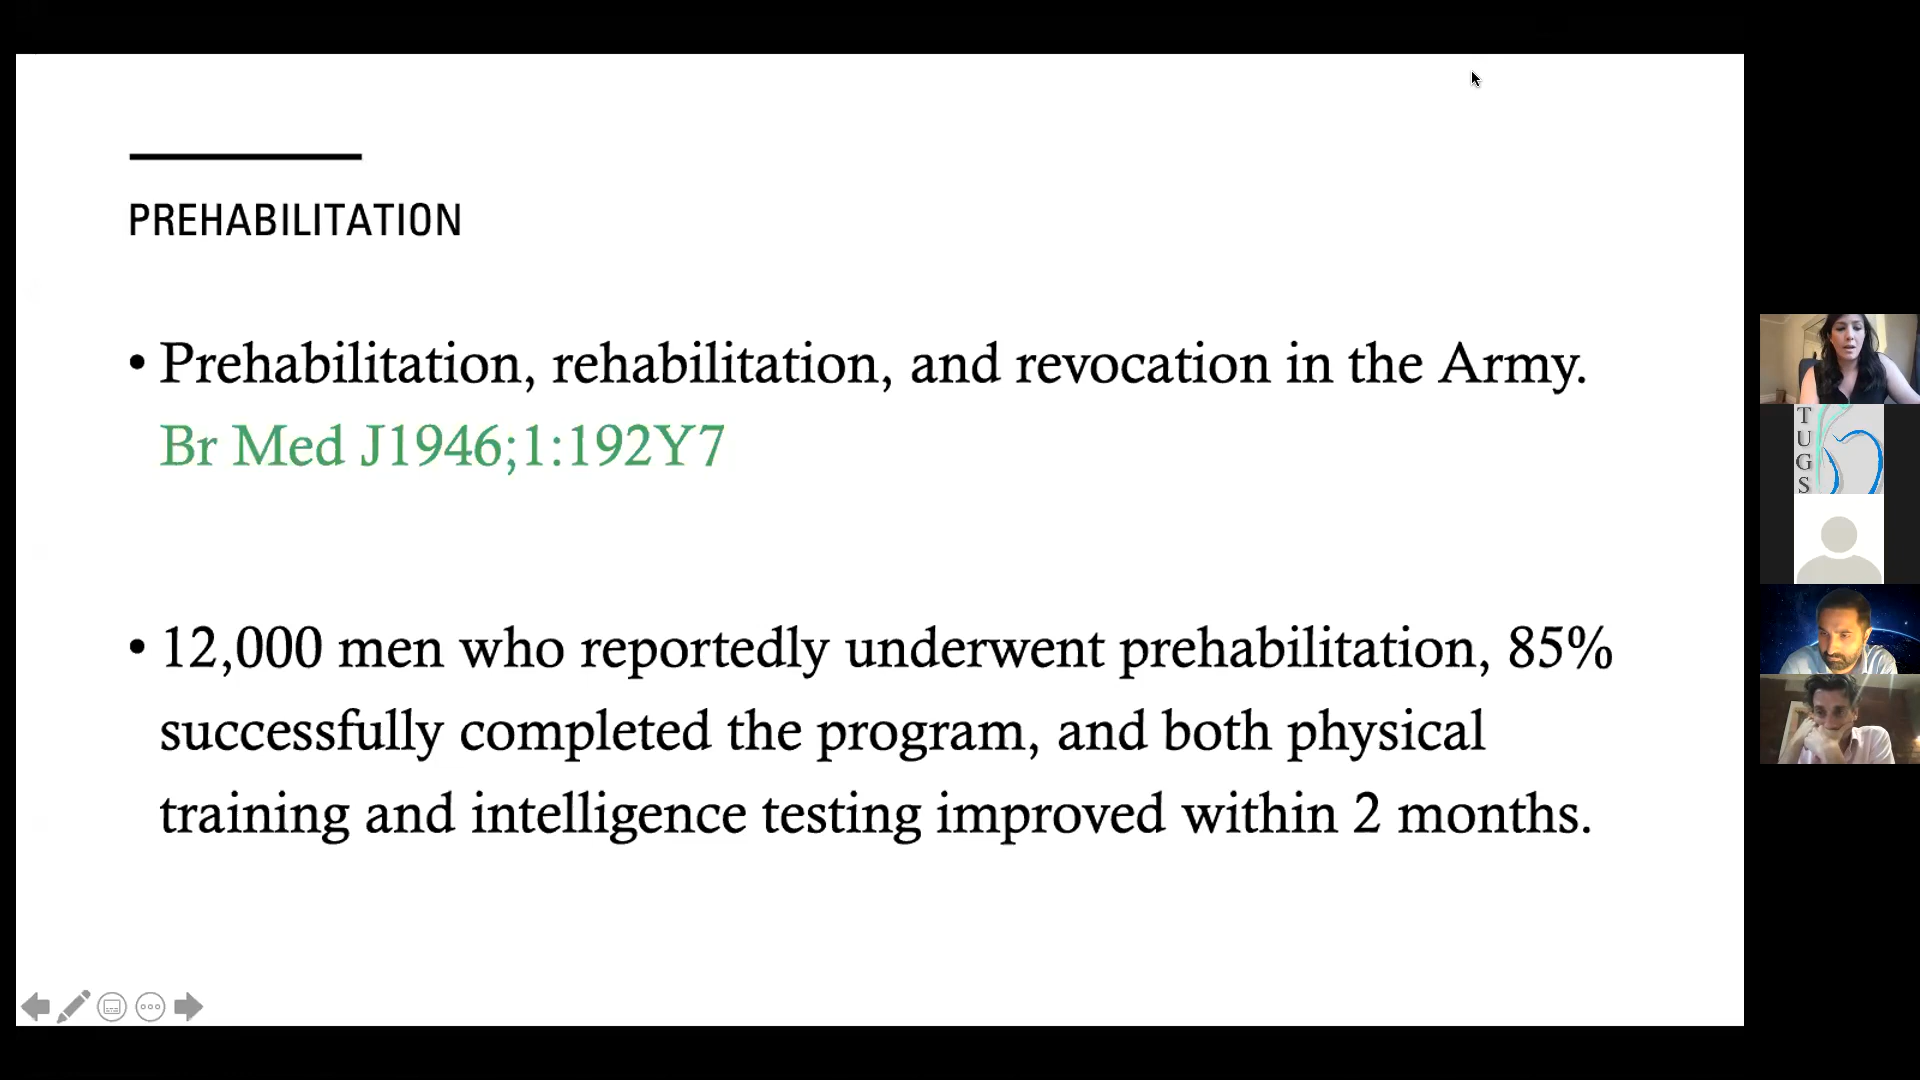 PREHABILITATION
• Prehabilitation, rehabilitation, and revocation in the Army.
Br Med J1946;1:192Y7
• 12,000 men who reportedly underwent prehabilitation, 85%
successfully completed the program, and both physical
training and intelligence testing improved within 2 months.
T
U
G
S